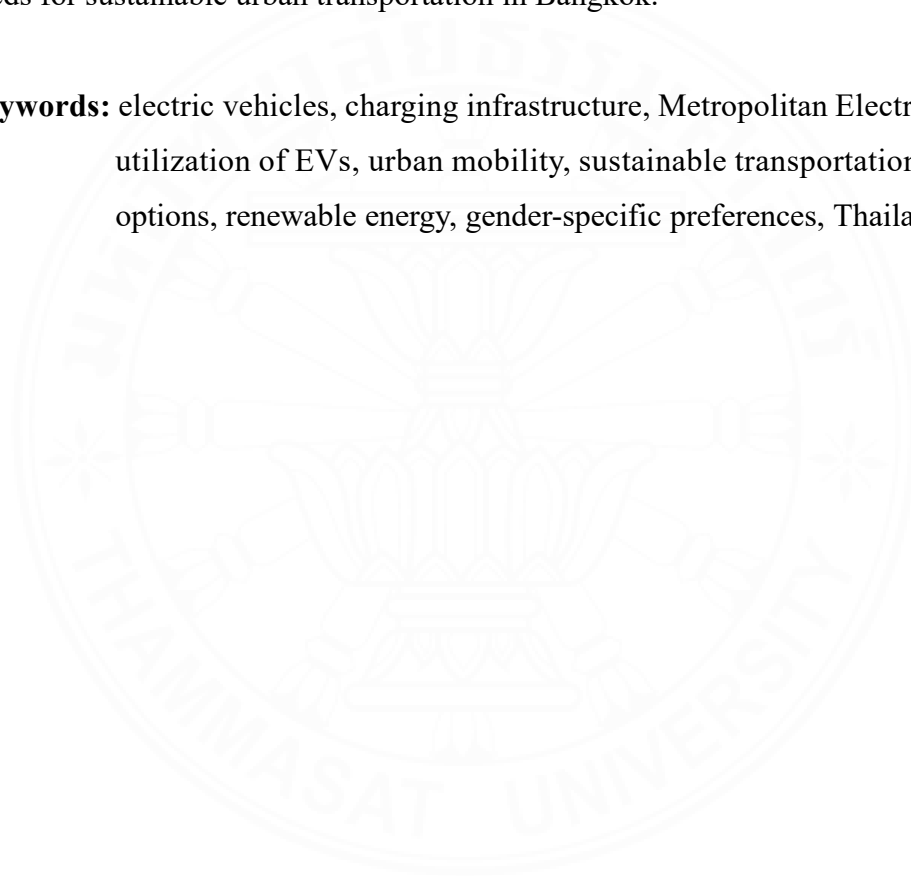 for sustainable urban transportation in Bangkok.
ywords: electric vehicles, charging infrastructure, Metropolitan Electr
utilization of EVs, urban mobility, sustainable transportation
options, renewable energy, gender-specific preferences, Thaila
THAMMASAT UNIVERSITY